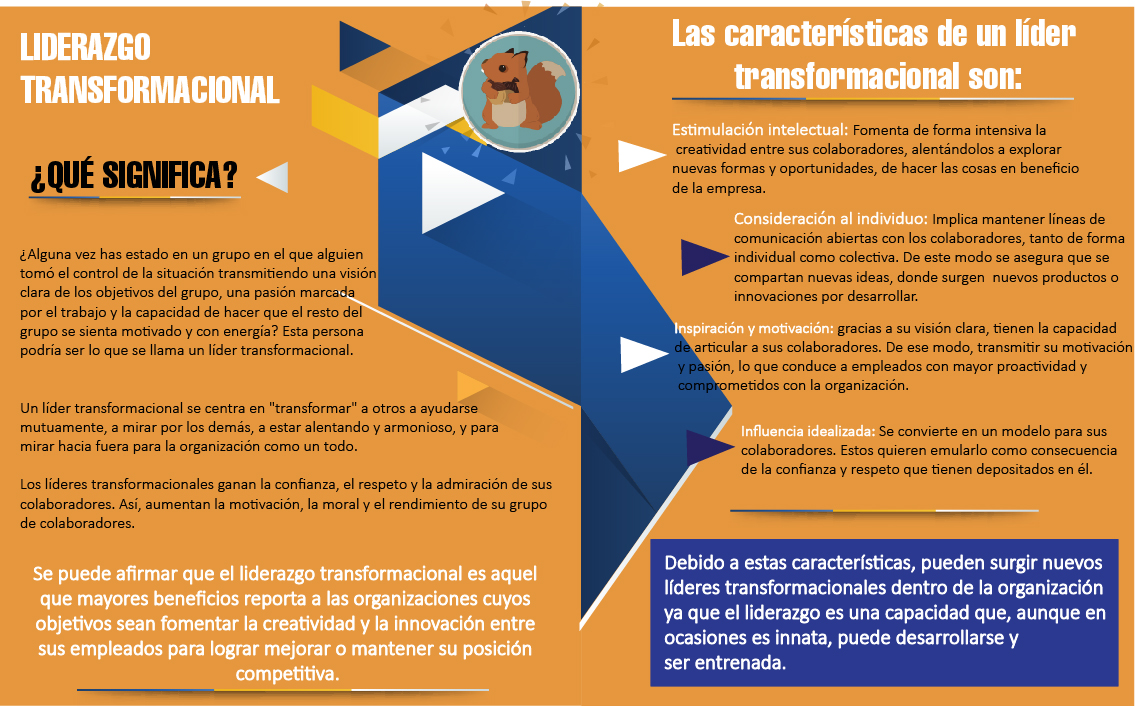 LIDERAZGO
TRANSFORMACIONAL
¿QUÉ SIGNIFICA?
¿Alguna vez has estado en un grupo en el que alguien
tomó el control de la situación transmitiendo una visión
clara de los objetivos del grupo, una pasión marcada
por el trabajo y la capacidad de hacer que el resto del
grupo se sienta motivado y con energía? Esta persona
podría ser lo que se llama un líder transformacional.
Un líder transformacional se centra en "transformar" a otros a ayudarse
mutuamente, a mirar por los demás, a estar alentando y armonioso, y para
mirar hacia fuera para la organización como un todo.
Los líderes transformacionales ganan la confianza, el respeto y la admiración de sus
colaboradores. Así, aumentan la motivación, la moral y el rendimiento de su grupo
de colaboradores.
Se puede afirmar que el liderazgo transformacional es aquel
que mayores beneficios reporta a las organizaciones cuyos
objetivos sean fomentar la creatividad y la innovación entre
sus empleados para lograr mejorar o mantener su posición
competitiva.
Las características de un líder
transformacional son:
Estimulación intelectual: Fomenta de forma intensiva la
creatividad entre sus colaboradores, alentándolos a explorar
nuevas formas y oportunidades, de hacer las cosas en beneficio
de la empresa.
Consideración al individuo: Implica mantener líneas de
comunicación abiertas con los colaboradores, tanto de forma
individual como colectiva. De este modo se asegura que se
compartan nuevas ideas, donde surgen nuevos productos o
innovaciones por desarrollar.
Inspiración y motivación: gracias a su visión clara, tienen la capacidad
de articular a sus colaboradores. De ese modo, transmitir su motivación
y pasión, lo que conduce a empleados con mayor proactividad y
comprometidos con la organización.
Influencia idealizada: Se convierte en un modelo para sus
colaboradores. Estos quieren emularlo como consecuencia
de la confianza y respeto que tienen depositados en él.
Debido a estas características, pueden surgir nuevos
líderes transformacionales dentro de la organización
ya que el liderazgo es una capacidad que, aunque en
ocasiones es innata, puede desarrollarse y
ser entrenada.